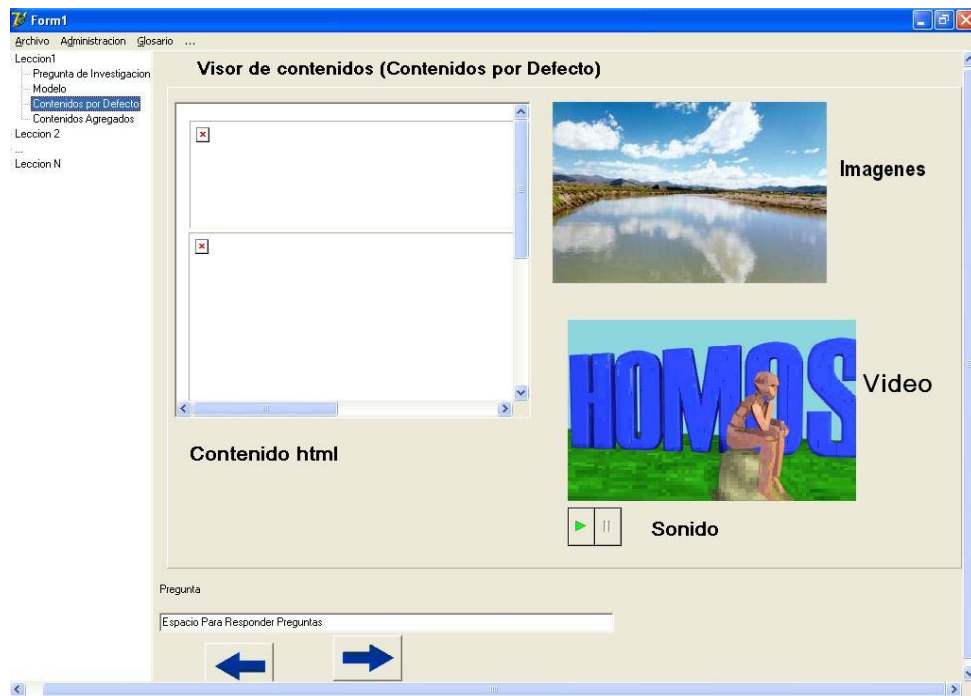 Form1
Archivo Administracion Glosario ...
Leccion1
Pregunta de Investigacion
Modelo
Contenidos por Defecto
Contenidos Agregados
Leccion 2
...
Leccion N
Visor de contenidos (Contenidos por Defecto)
Imagenes
HOMOS
Video
Contenido html
Sonido
Pregunta
Espacio Para Responder Preguntas